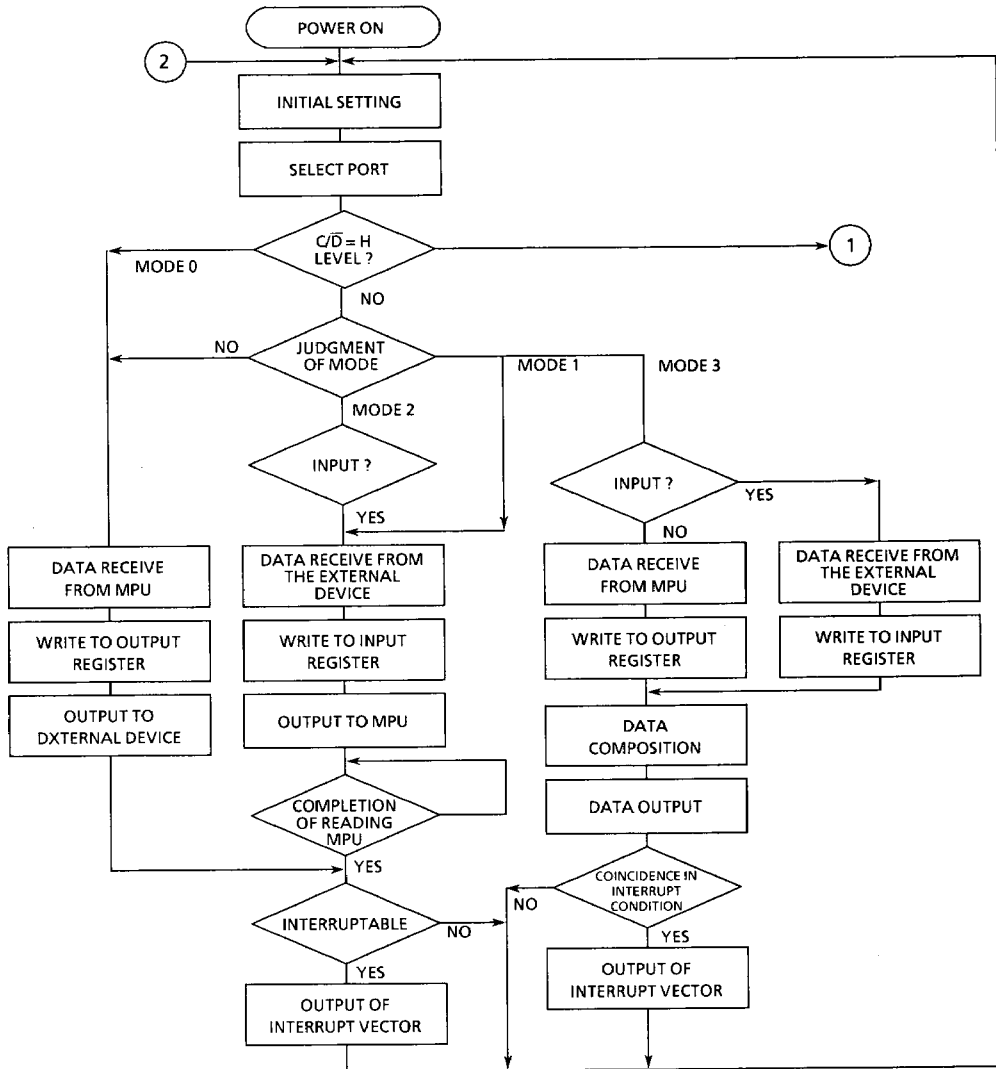 POWER ON
2
INITIAL SETTING
SELECT PORT
C/D̅ = H
LEVEL ?
1
MODE 0
NO
JUDGMENT
OF MODE
NO
MODE 1
MODE 3
MODE 2
INPUT ?
INPUT ?
YES
YES
NO
DATA RECEIVE
FROM MPU
DATA RECEIVE FROM
THE EXTERNAL
DEVICE
DATA RECEIVE
FROM MPU
DATA RECEIVE FROM
THE EXTERNAL
DEVICE
WRITE TO OUTPUT
REGISTER
WRITE TO INPUT
REGISTER
WRITE TO OUTPUT
REGISTER
WRITE TO INPUT
REGISTER
OUTPUT TO
DXTERNAL DEVICE
OUTPUT TO MPU
DATA
COMPOSITION
COMPLETION
OF READING
MPU
DATA OUTPUT
YES
COINCIDENCE IN
INTERRUPT
CONDITION
NO
INTERRUPTABLE
NO
YES
YES
OUTPUT OF
INTERRUPT VECTOR
OUTPUT OF
INTERRUPT VECTOR